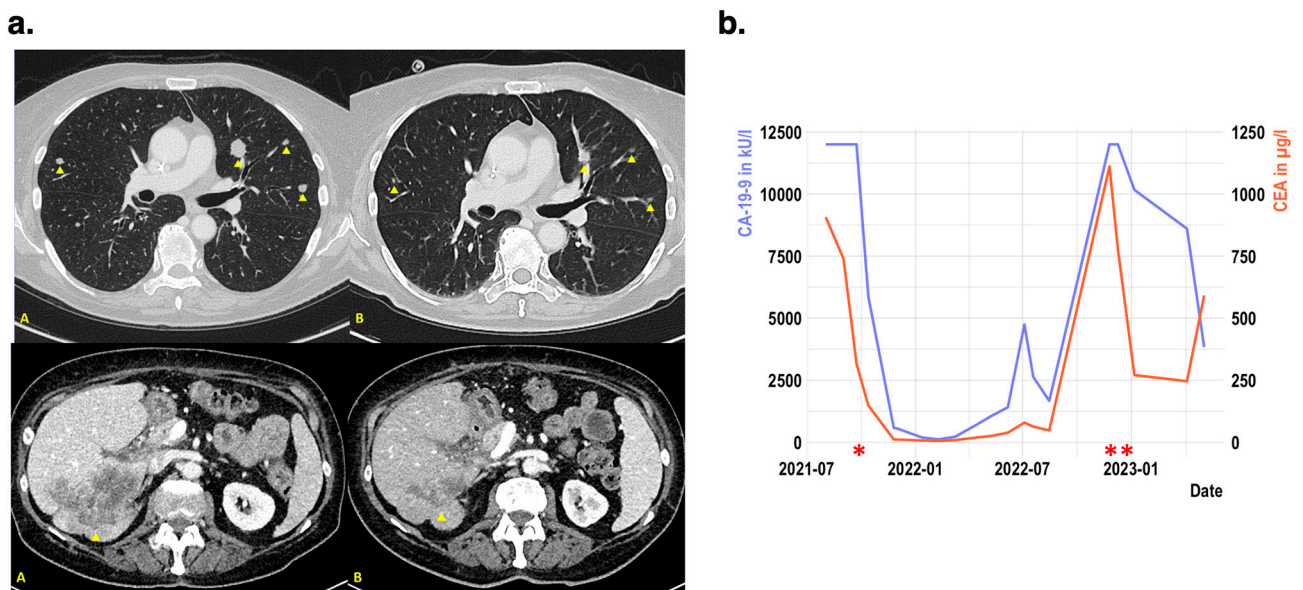 a.
A
B
A
B
b.
CA-19-9 in kU/l
12500
10000
7500
5000
2500
0
1250
1000
750
500
250
0
CEA in µg/l
* **
2021-07 2022-01 2022-07 2023-01
Date